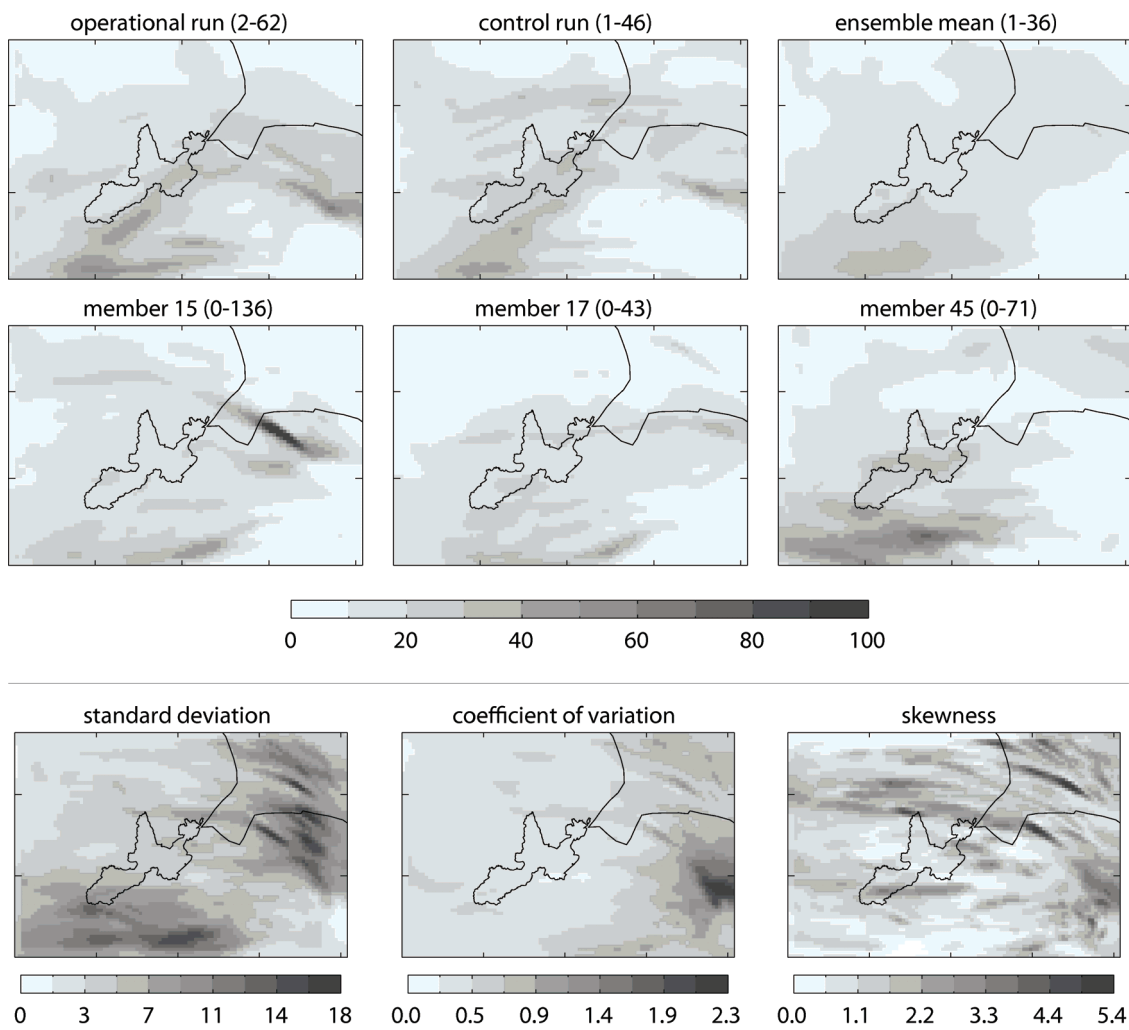 operational run (2-62) control run (1-46) ensemble mean (1-36)
member 15 (0-136) member 17 (0-43) member 45 (0-71)
0 20 40 60 80 100
standard deviation coefficient of variation skewness
0 3 7 11 14 18 0.0 0.5 0.9 1.4 1.9 2.3 0.0 1.1 2.2 3.3 4.4 5.4